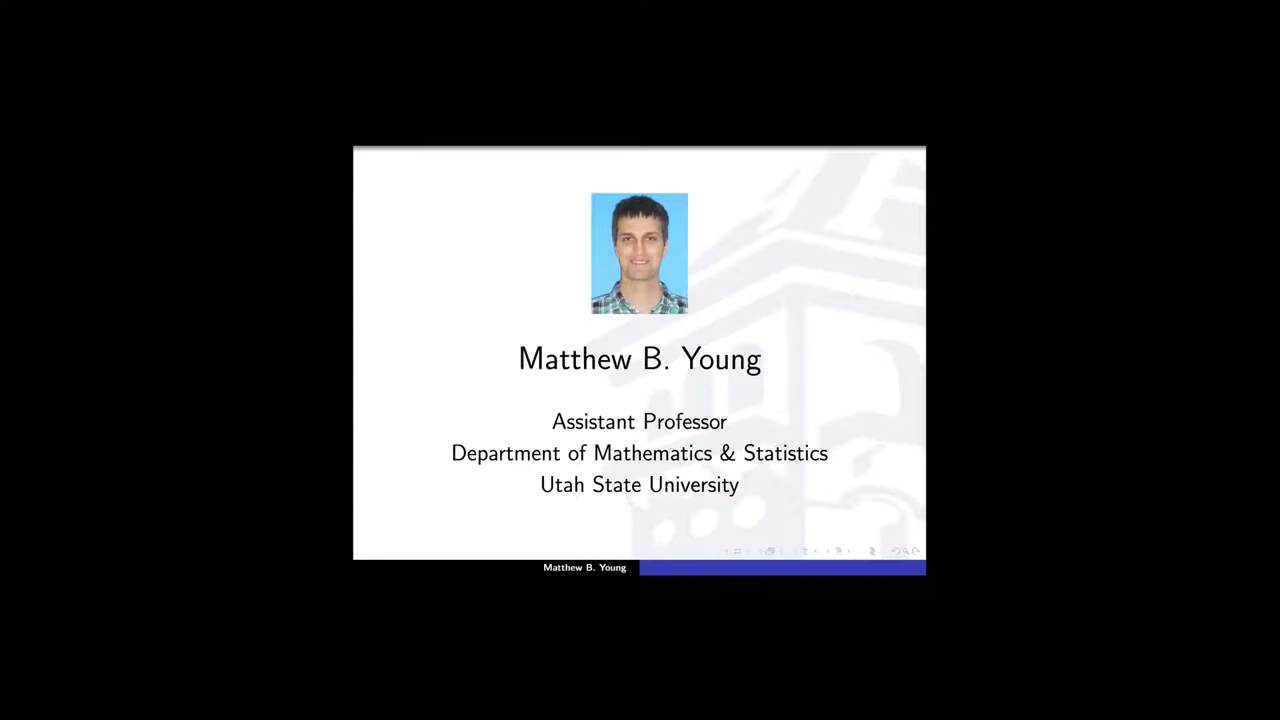 Matthew B. Young
Assistant Professor
Department of Mathematics & Statistics
Utah State University
Matthew B. Young